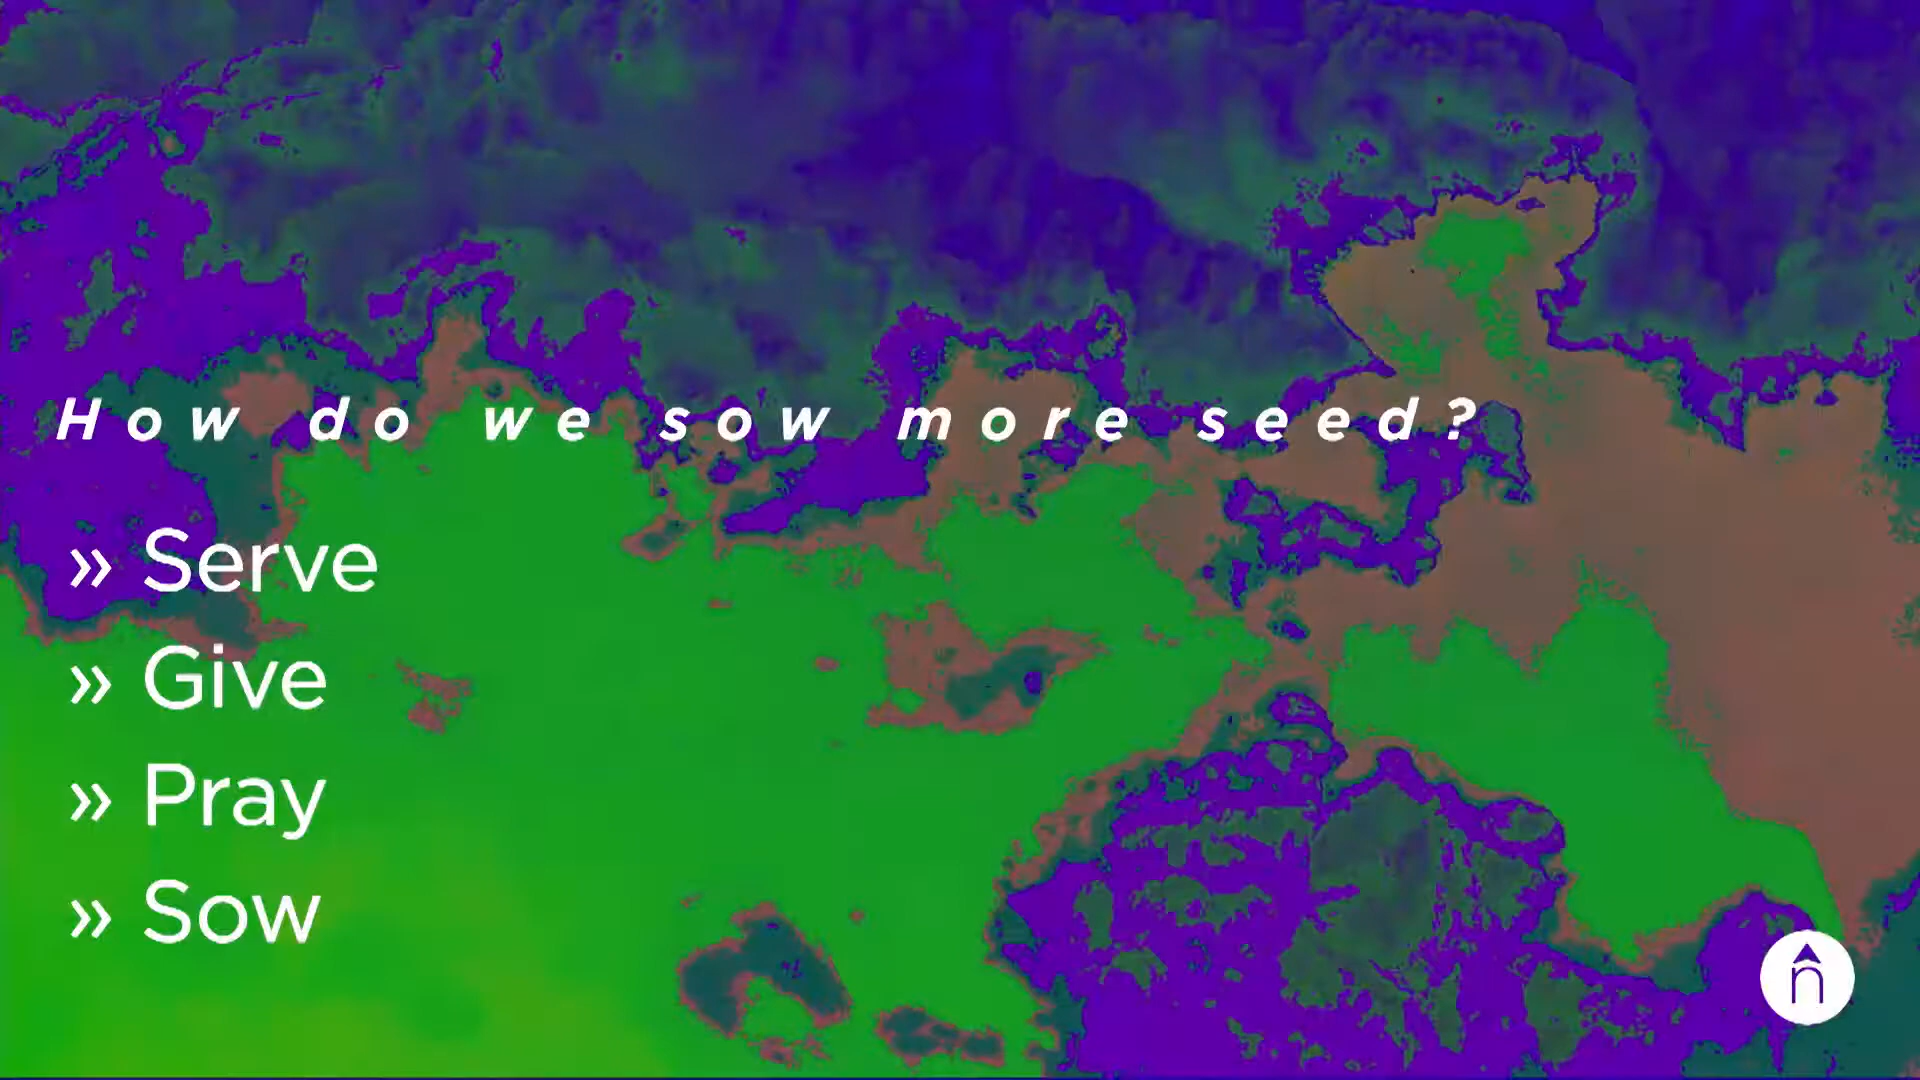 How do we sow more seed?
» Serve
» Give
» Pray
» Sow
n